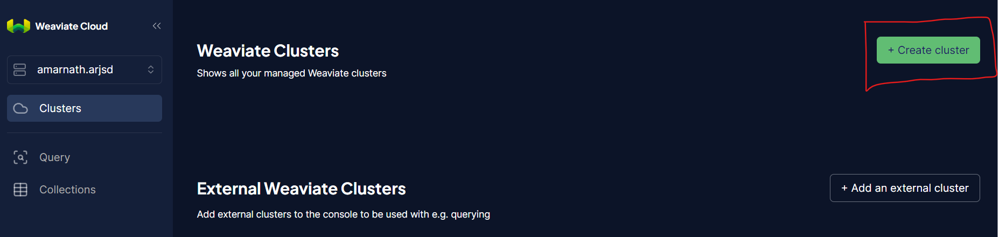 Weaviate Cloud
amarnath.arjsd
Clusters
Query
Collections
Weaviate Clusters
Shows all your managed Weaviate clusters
+ Create cluster
External Weaviate Clusters
Add external clusters to the console to be used with e.g. querying
+ Add an external cluster